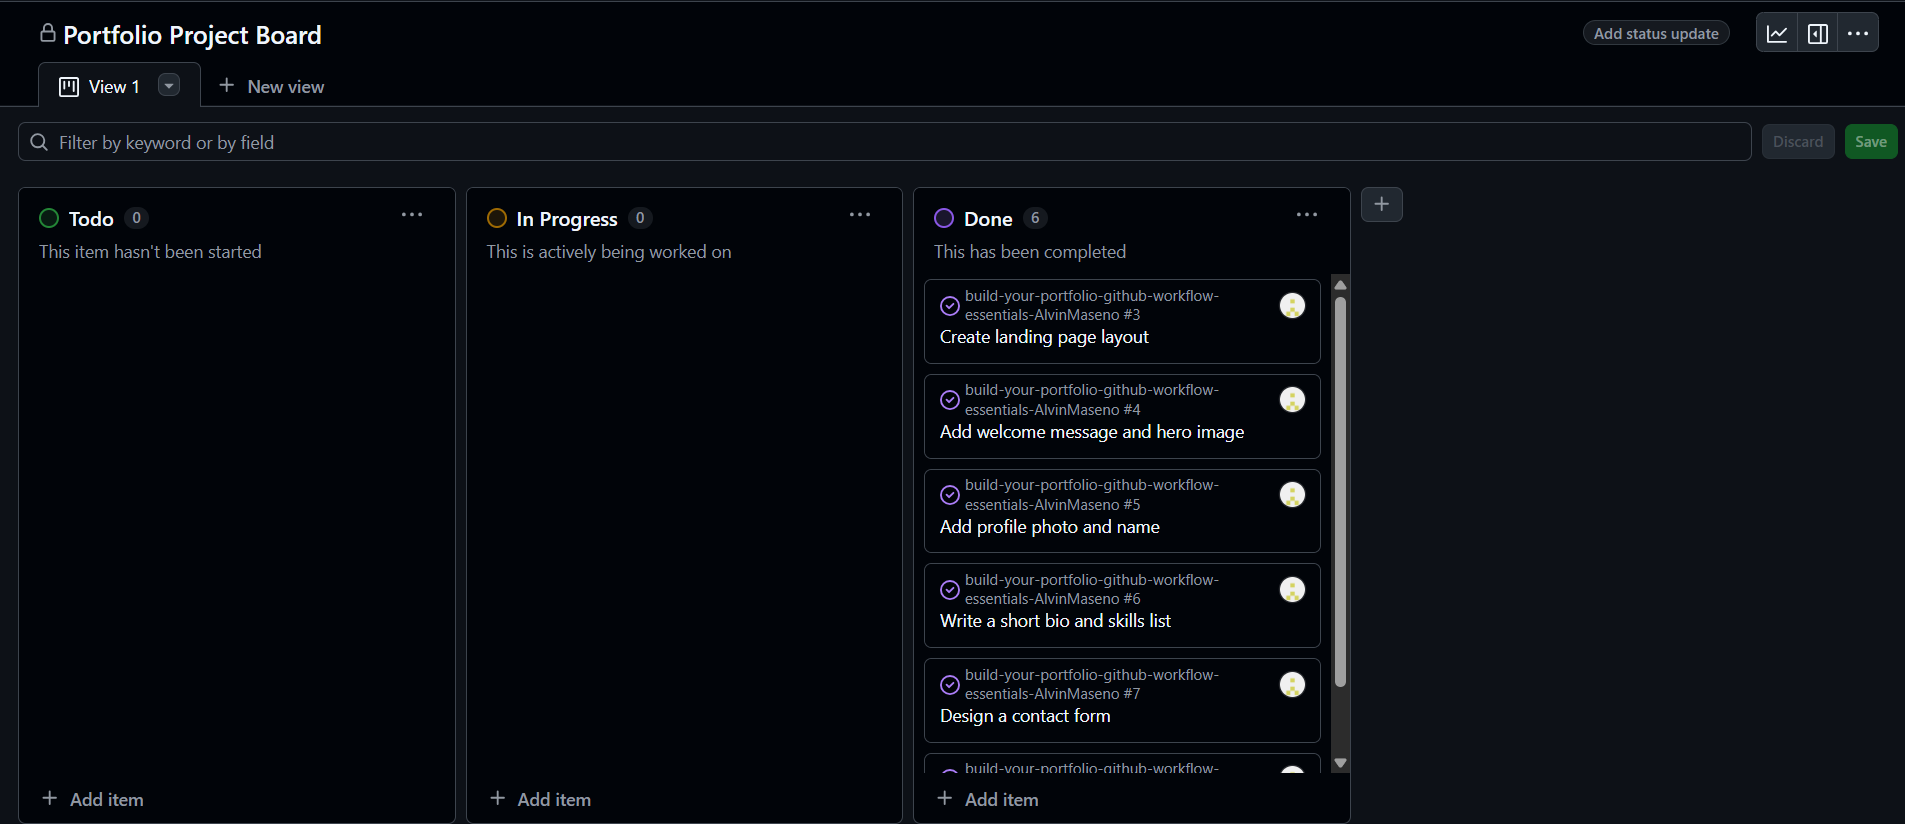 Portfolio Project Board
Add status update
View 1
New view
Filter by keyword or by field
Discard
Save
Todo 0
This item hasn't been started
Add item
In Progress 0
This is actively being worked on
Add item
Done 6
This has been completed
build-your-portfolio-github-workflow-
essentials-AlvinMaseno #3
Create landing page layout
build-your-portfolio-github-workflow-
essentials-AlvinMaseno #4
Add welcome message and hero image
build-your-portfolio-github-workflow-
essentials-AlvinMaseno #5
Add profile photo and name
build-your-portfolio-github-workflow-
essentials-AlvinMaseno #6
Write a short bio and skills list
build-your-portfolio-github-workflow-
essentials-AlvinMaseno #7
Design a contact form
build-your-portfolio-github-workflow-
Add item